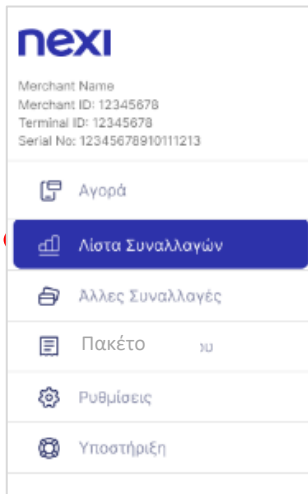 nexi
Merchant Name
Merchant ID: 12345678
Terminal ID: 12345678
Serial No: 12345678910111213
Αγορά
Λίστα Συναλλαγών
Άλλες Συναλλαγές
Πακέτο
Ρυθμίσεις
Υποστήριξη